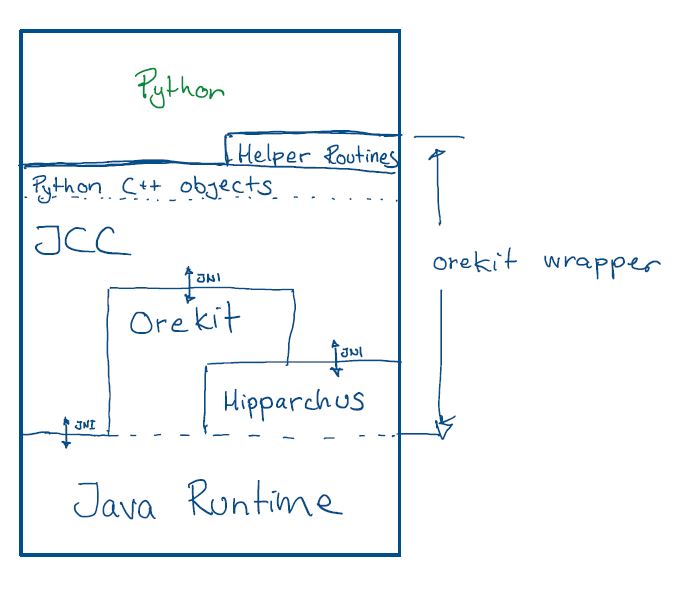 Python
Helper Routines
Python C++ objects
JCC
orekit wrapper
JNI
Orekit
JNI
Hipparchus
JNI
Java Runtime